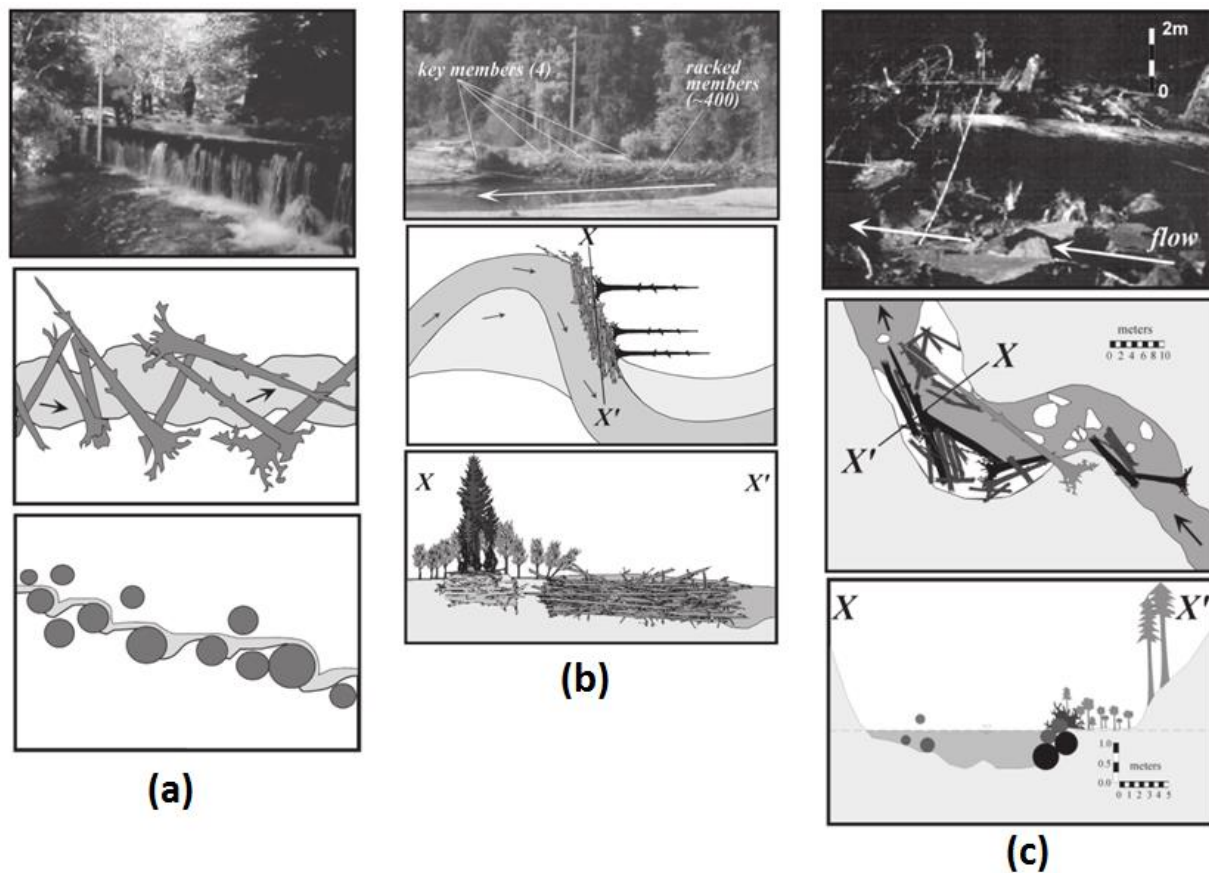 (a)
key members (4)
racked
members
(~400)
X
X'
X
X'
(b)
2m
0
flow
meters
0 2 4 6 8 10
X
X'
X
X'
1.0
0.5
0.0
meters
0 1 2 3 4 5
(c)